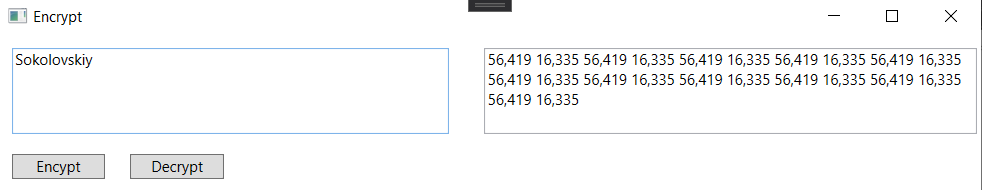 Encrypt
Sokolovskiy
56,419 16,335 56,419 16,335 56,419 16,335 56,419 16,335 56,419 16,335
56,419 16,335 56,419 16,335 56,419 16,335 56,419 16,335 56,419 16,335
56,419 16,335
Encypt
Decrypt